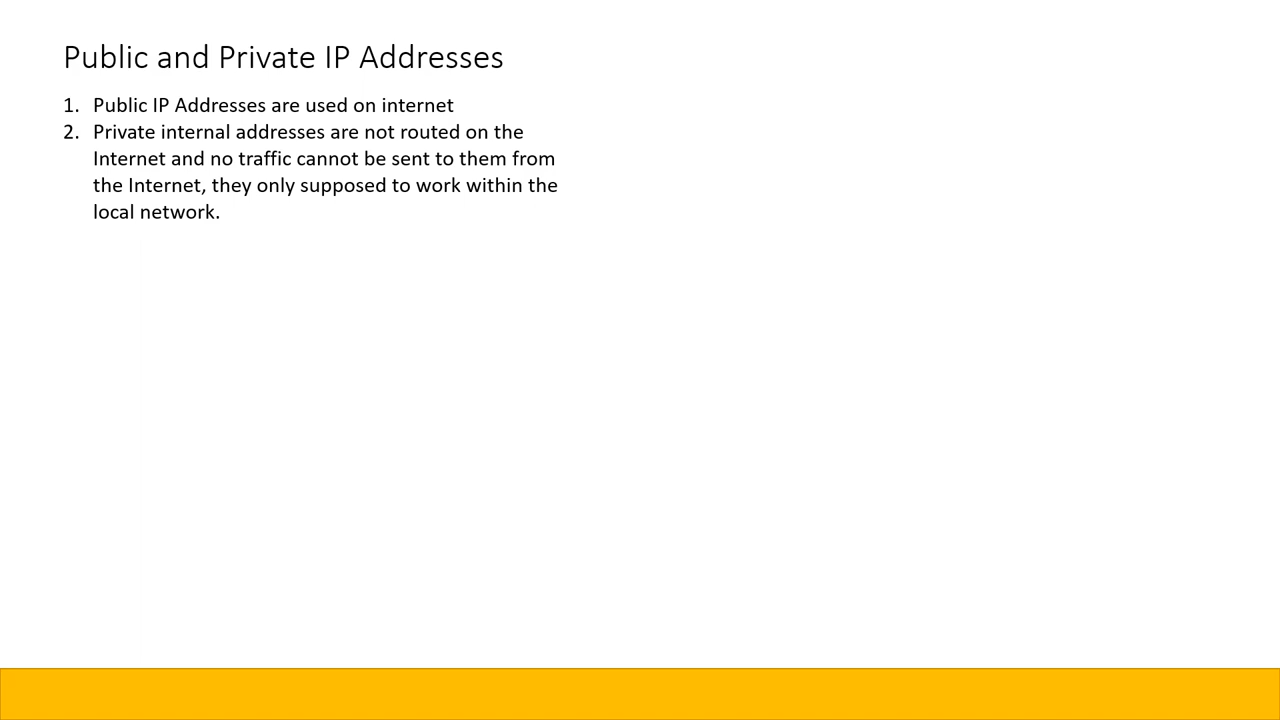 Public and Private IP Addresses
1. Public IP Addresses are used on internet
2. Private internal addresses are not routed on the
Internet and no traffic cannot be sent to them from
the Internet, they only supposed to work within the
local network.